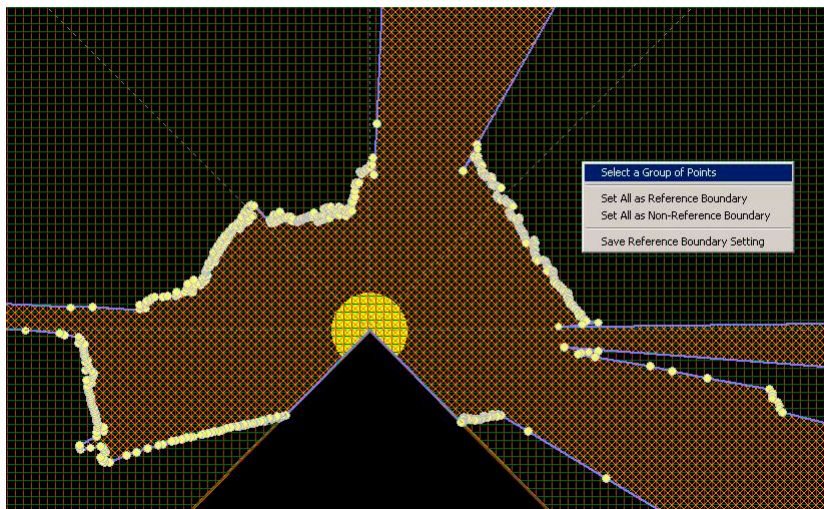 Select a Group of Points
Set All as Reference Boundary
Set All as Non-Reference Boundary
Save Reference Boundary Setting